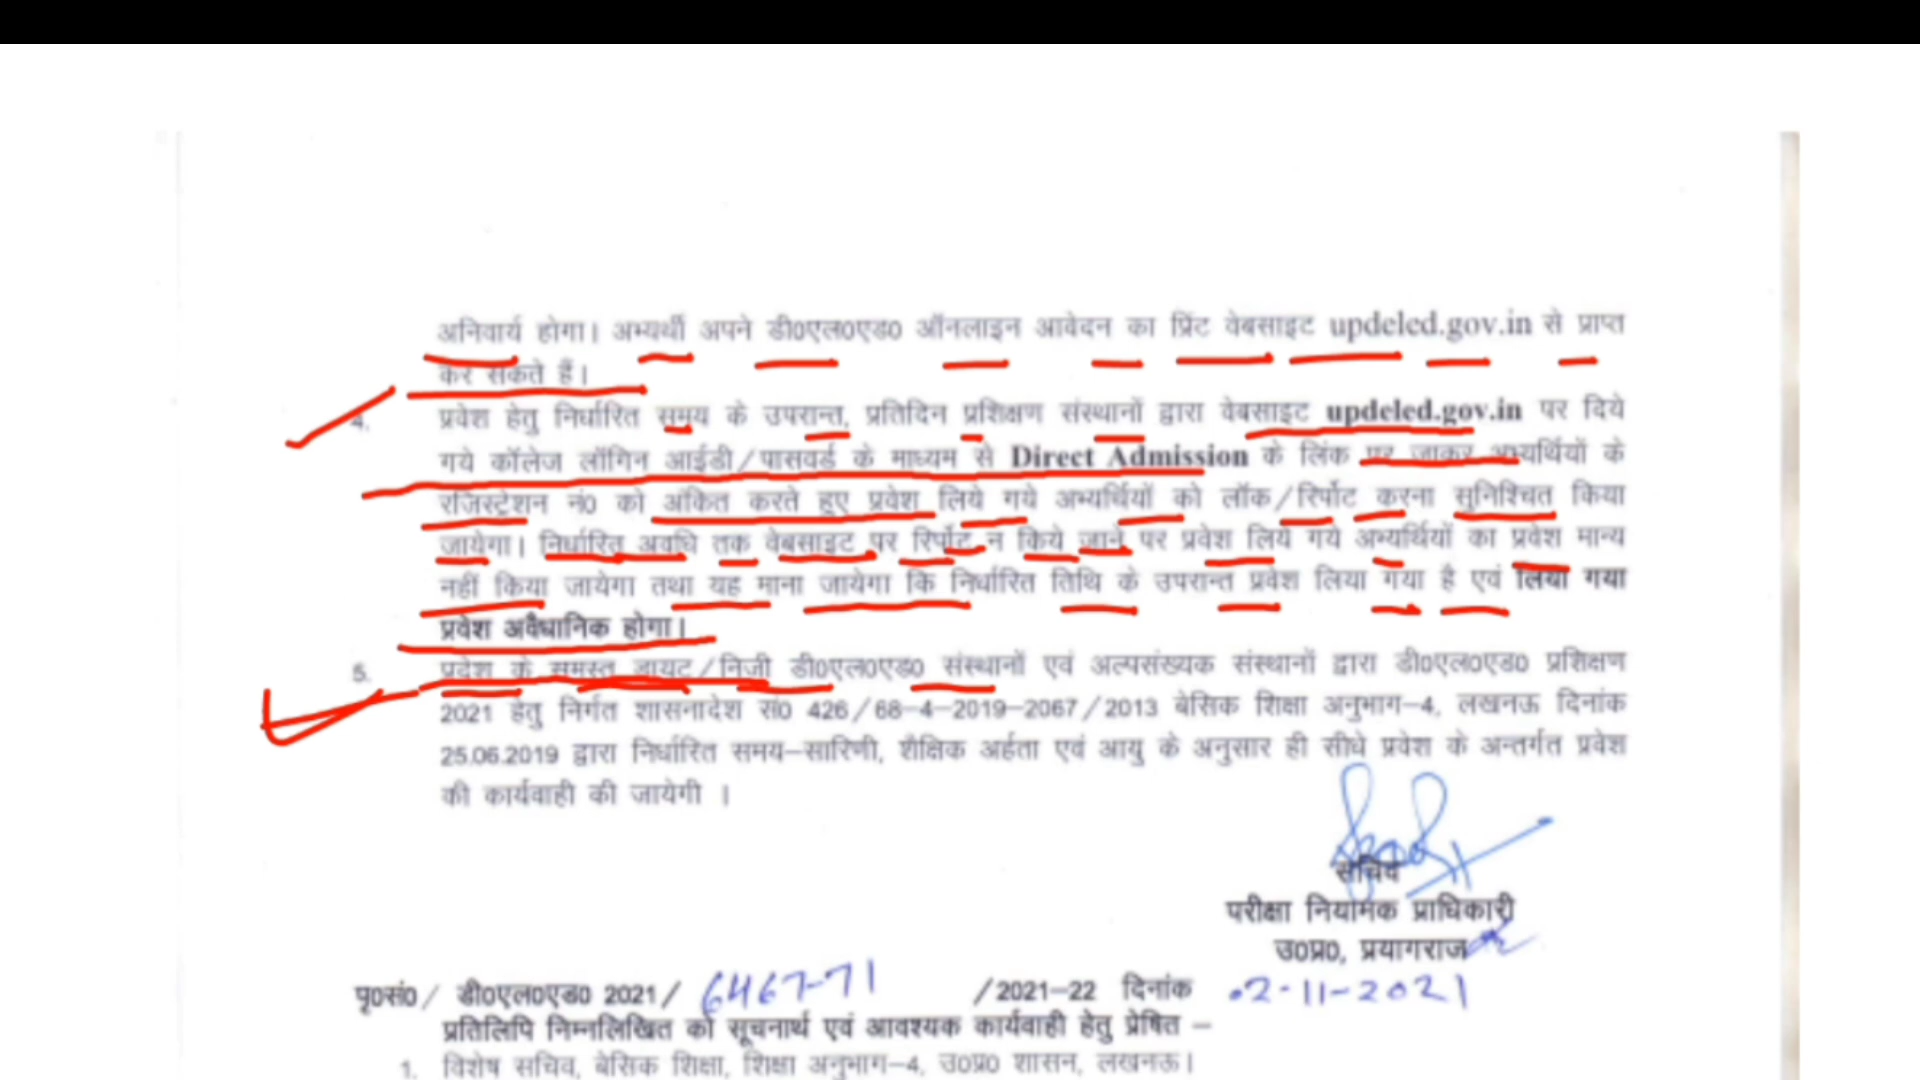 अनिवार्य होगा। अभ्यर्थी अपने डी0एल0एड0 ऑनलाइन आवेदन का प्रिंट वेबसाइट updeled.gov.in से प्राप्त
कर सकते हैं।
4. प्रवेश हेतु निर्धारित समय के उपरान्त, प्रतिदिन प्रशिक्षण संस्थानों द्वारा वेबसाइट updeled.gov.in पर दिये
गये कॉलेज लॉगिन आईडी/पासवर्ड के माध्यम से Direct Admission के लिंक पर जाकर अभ्यर्थियों के
रजिस्ट्रेशन नं0 को अंकित करते हुए प्रवेश लिये गये अभ्यर्थियों को लॉक/रिर्पोट करना सुनिश्चित किया
जायेगा। निर्धारित अवधि तक वेबसाइट पर रिर्पोट न किये जाने पर प्रवेश लिये गये अभ्यर्थियों का प्रवेश मान्य
नहीं किया जायेगा तथा यह माना जायेगा कि निर्धारित तिथि के उपरान्त प्रवेश लिया गया है एवं लिया गया
प्रवेश अवैधानिक होगा।
5. प्रदेश के समस्त डायट/निजी डी0एल0एड0 संस्थानों एवं अल्पसंख्यक संस्थानों द्वारा डी0एल0एड0 प्रशिक्षण
2021 हेतु निर्गत शासनादेश सं0 426/68-4-2019-2067/2013 बेसिक शिक्षा अनुभाग-4, लखनऊ दिनांक
25.06.2019 द्वारा निर्धारित समय-सारिणी, शैक्षिक अर्हता एवं आयु के अनुसार ही सीधे प्रवेश के अन्तर्गत प्रवेश
की कार्यवाही की जायेगी ।
सचिव
परीक्षा नियामक प्राधिकारी
उ0प्र0, प्रयागराज
पृ0सं0/ डी0एल0एड0 2021/ 6467-71 /2021-22 दिनांक 02-11-2021
प्रतिलिपि निम्नलिखित को सूचनार्थ एवं आवश्यक कार्यवाही हेतु प्रेषित –
1. विशेष सचिव, बेसिक शिक्षा, शिक्षा अनुभाग-4, उ0प्र0 शासन, लखनऊ।